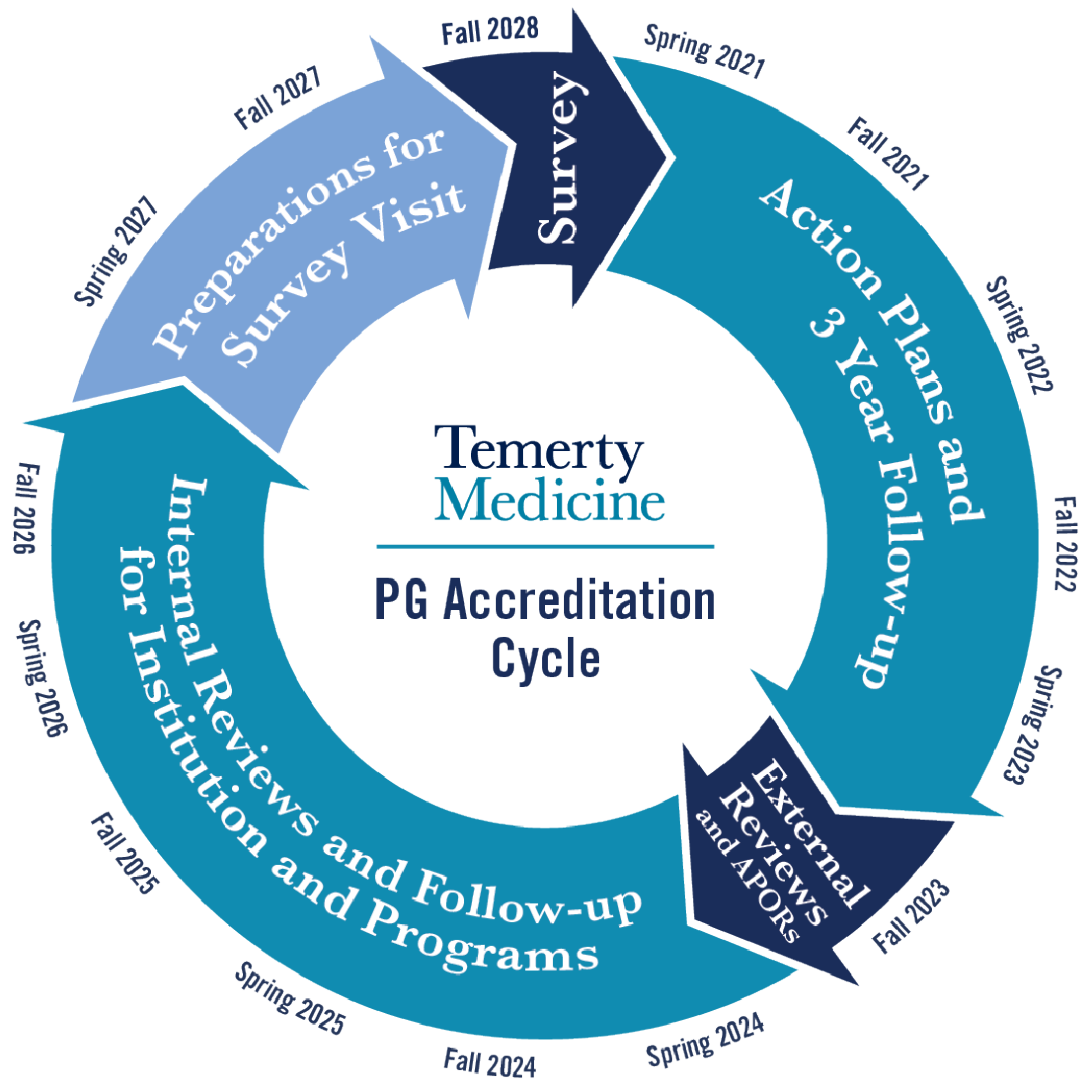 Fall 2028
Survey
Spring 2021
Fall 2021
Spring 2022
Fall 2022
Spring 2023
Action Plans and
3 Year Follow-up
Fall 2023
External
Reviews
and APORs
Spring 2024
Fall 2024
Spring 2025
Fall 2025
Spring 2026
Fall 2026
Internal Reviews and Follow-up
for Institution and Programs
Spring 2027
Fall 2027
Preparations for
Survey Visit
Temerty
Medicine
PG Accreditation
Cycle